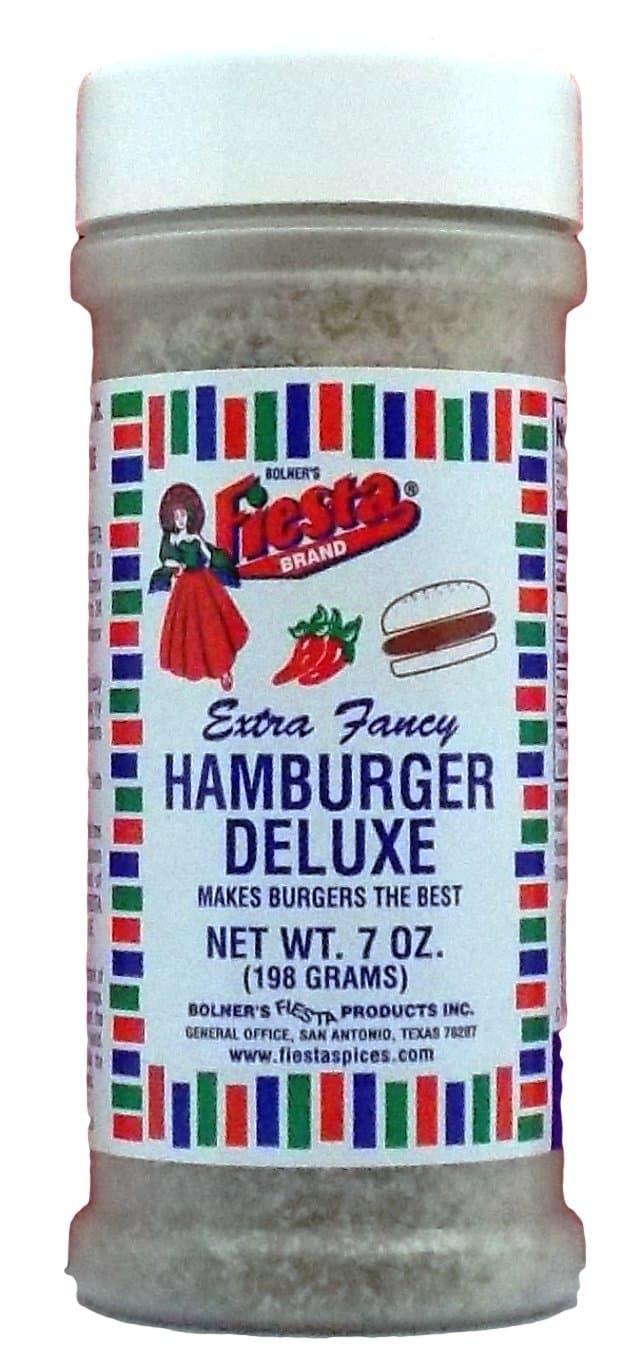 BOLNER'S
Fiesta®
BRAND
Extra Fancy
HAMBURGER
DELUXE
MAKES BURGERS THE BEST
NET WT. 7 OZ.
(198 GRAMS)
BOLNER'S FIESTA PRODUCTS INC.
GENERAL OFFICE, SAN ANTONIO, TEXAS 78207
www.fiestaspices.com